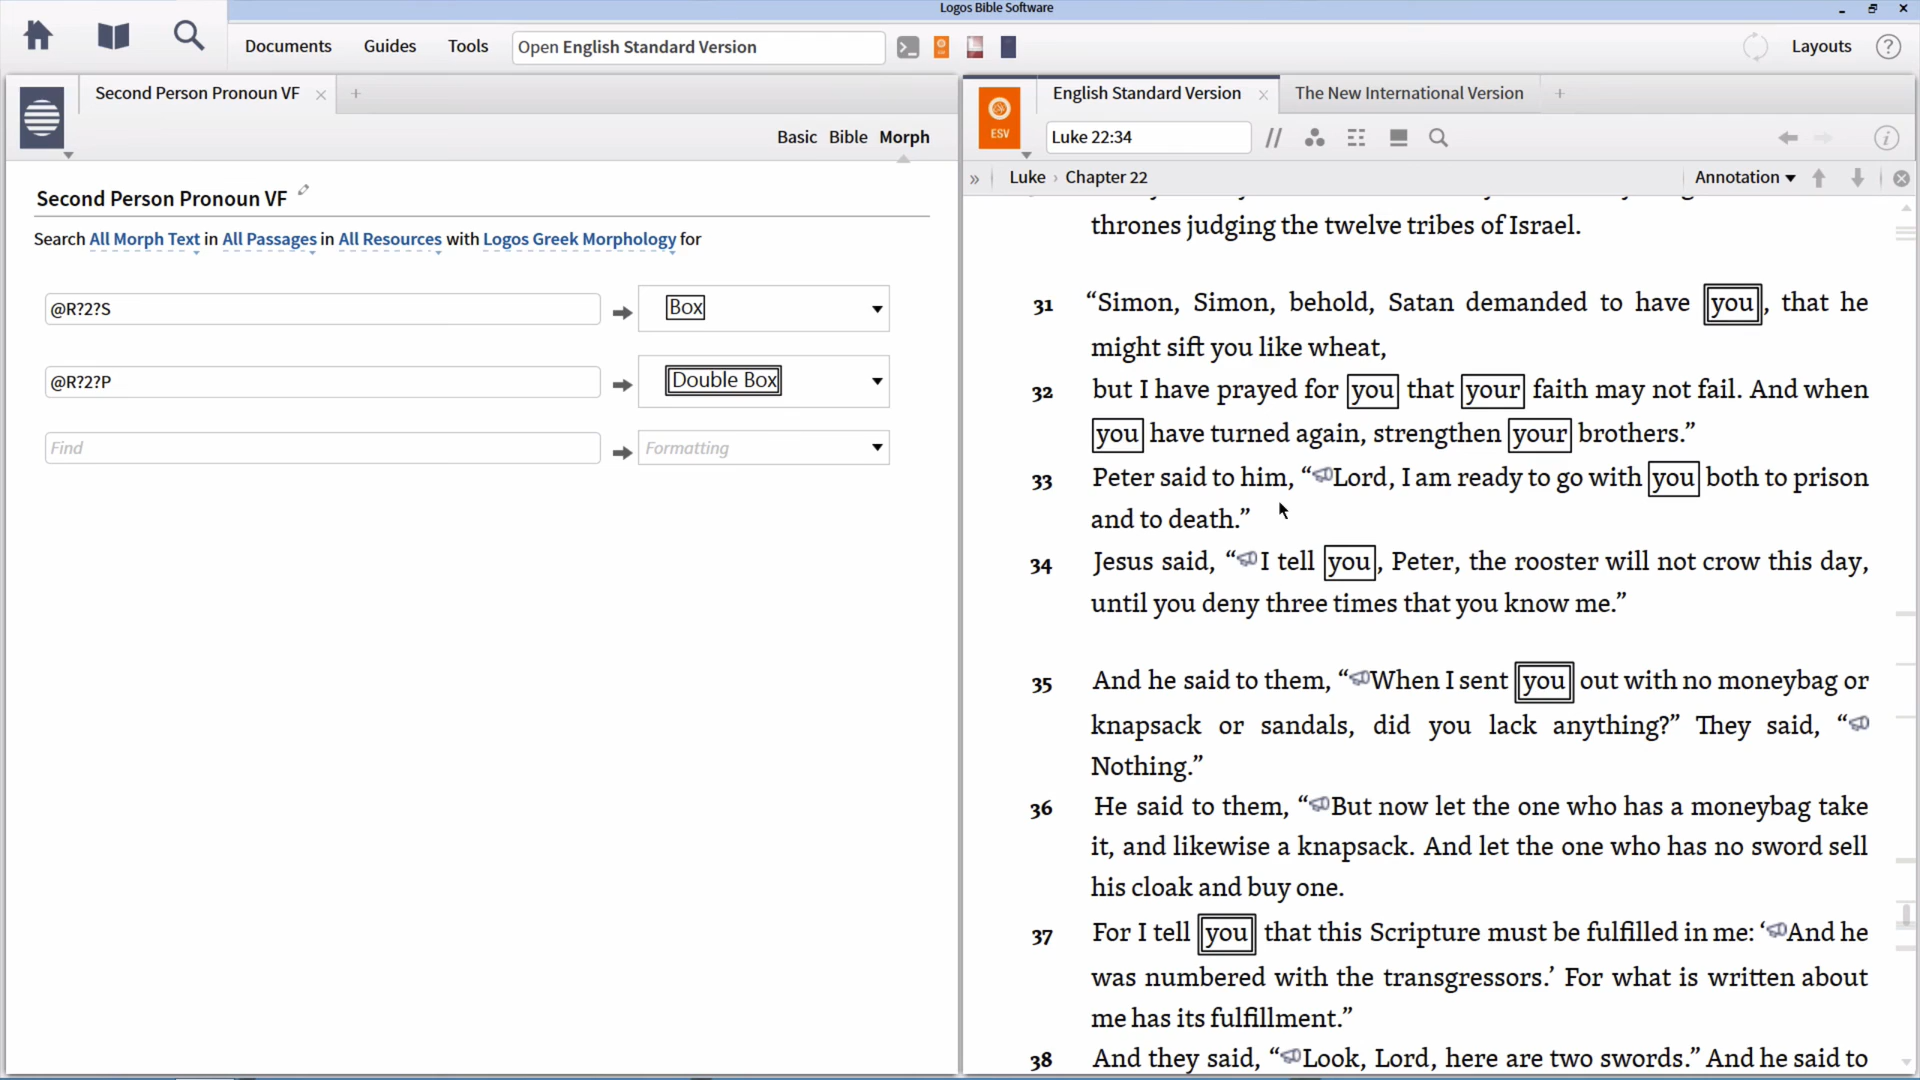 Logos Bible Software
Documents Guides Tools Open English Standard Version Layouts ?
Second Person Pronoun VF
Basic Bible Morph
Second Person Pronoun VF
Search All Morph Text in All Passages in All Resources with Logos Greek Morphology for
@R?2?S Box
@R?2?P Double Box
Find Formatting
English Standard Version The New International Version
ESV
Luke 22:34
» Luke › Chapter 22 Annotation
thrones judging the twelve tribes of Israel.
31 “Simon, Simon, behold, Satan demanded to have you, that he
might sift you like wheat,
32 but I have prayed for you that your faith may not fail. And when
you have turned again, strengthen your brothers.”
33 Peter said to him, “Lord, I am ready to go with you both to prison
and to death.”
34 Jesus said, “I tell you, Peter, the rooster will not crow this day,
until you deny three times that you know me.”
35 And he said to them, “When I sent you out with no moneybag or
knapsack or sandals, did you lack anything?” They said, “
Nothing.”
36 He said to them, “But now let the one who has a moneybag take
it, and likewise a knapsack. And let the one who has no sword sell
his cloak and buy one.
37 For I tell you that this Scripture must be fulfilled in me: ‘And he
was numbered with the transgressors.’ For what is written about
me has its fulfillment.”
38 And they said, “Look, Lord, here are two swords.” And he said to